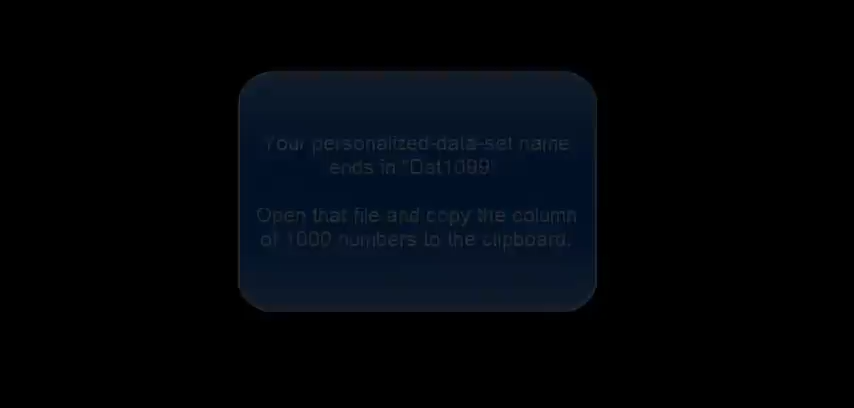 Your personalized-data-set name
ends in "Dat1099".
Open that file and copy the column
of 1000 numbers to the clipboard.